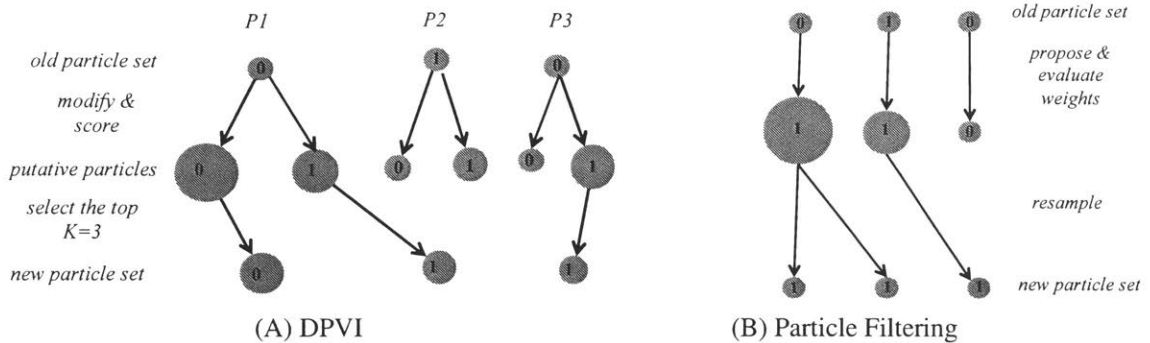 P1 P2 P3
old particle set
0 1 0
modify &
score
putative particles
0 1 0 1 0 1
select the top
K=3
new particle set
0 1 1
(A) DPVI
old particle set
0 1 0
propose &
evaluate
weights
1 1 0
resample
new particle set
1 1 1
(B) Particle Filtering